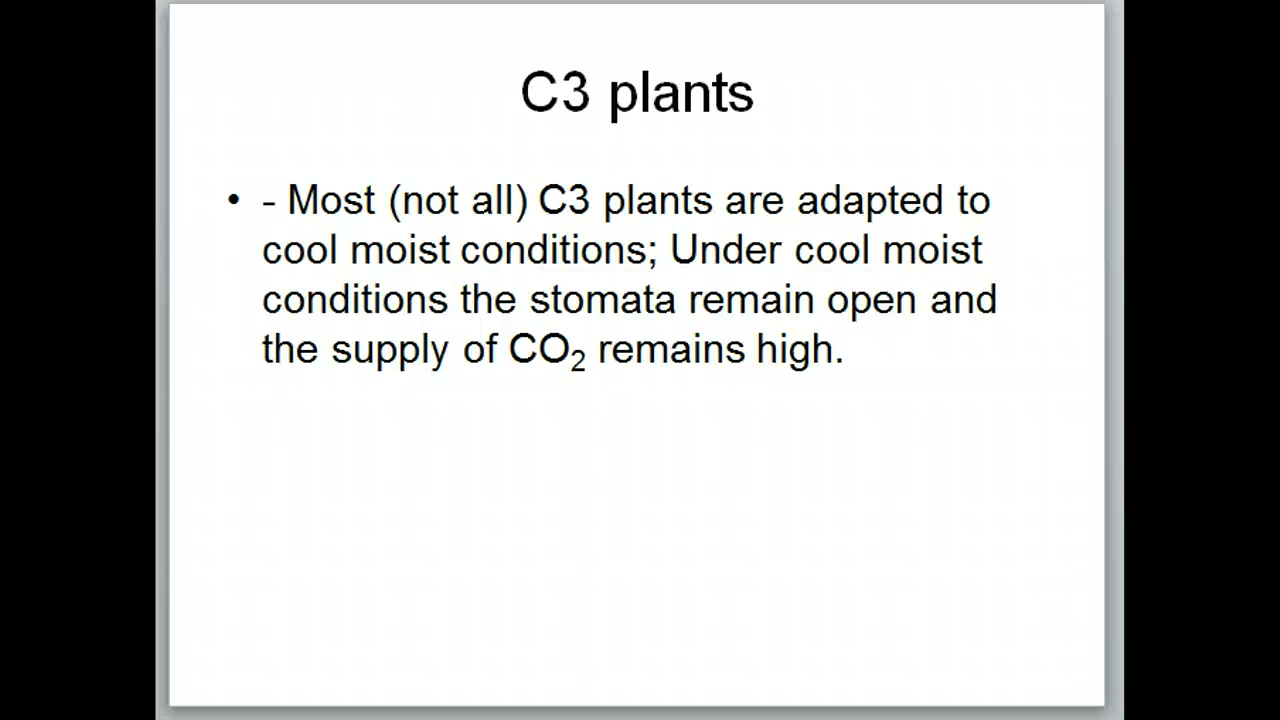 C3 plants
• - Most (not all) C3 plants are adapted to
cool moist conditions; Under cool moist
conditions the stomata remain open and
the supply of CO₂ remains high.